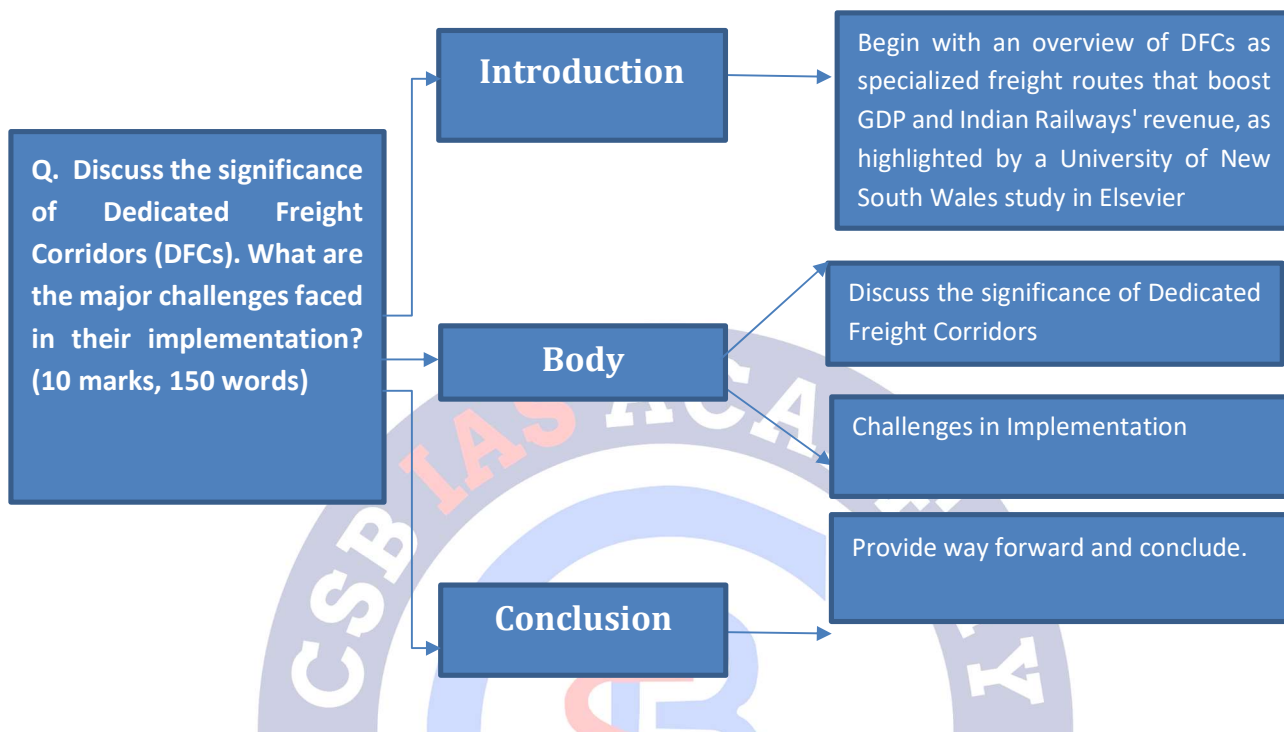 Q. Discuss the significance
of Dedicated Freight
Corridors (DFCs). What are
the major challenges faced
in their implementation?
(10 marks, 150 words)
Introduction
Begin with an overview of DFCs as
specialized freight routes that boost
GDP and Indian Railways' revenue, as
highlighted by a University of New
South Wales study in Elsevier
Body
Discuss the significance of Dedicated
Freight Corridors
Challenges in Implementation
Conclusion
Provide way forward and conclude.
CSB IAS ACA
Y